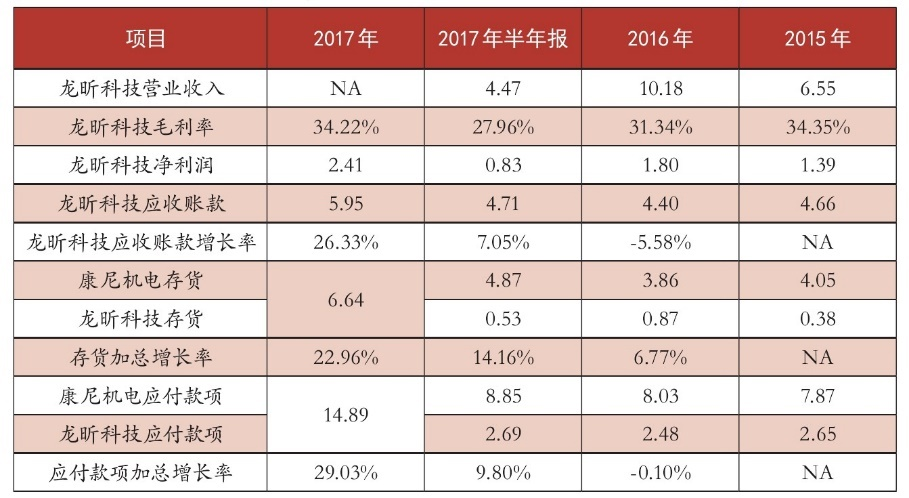 项目 2017年 2017年半年报 2016年 2015年
龙昕科技营业收入 NA 4.47 10.18 6.55
龙昕科技毛利率 34.22% 27.96% 31.34% 34.35%
龙昕科技净利润 2.41 0.83 1.80 1.39
龙昕科技应收账款 5.95 4.71 4.40 4.66
龙昕科技应收账款增长率 26.33% 7.05% -5.58% NA
康尼机电存货 6.64 4.87 3.86 4.05
龙昕科技存货 0.53 0.87 0.38
存货加总增长率 22.96% 14.16% 6.77% NA
康尼机电应付款项 14.89 8.85 8.03 7.87
龙昕科技应付款项 2.69 2.48 2.65
应付款项加总增长率 29.03% 9.80% -0.10% NA